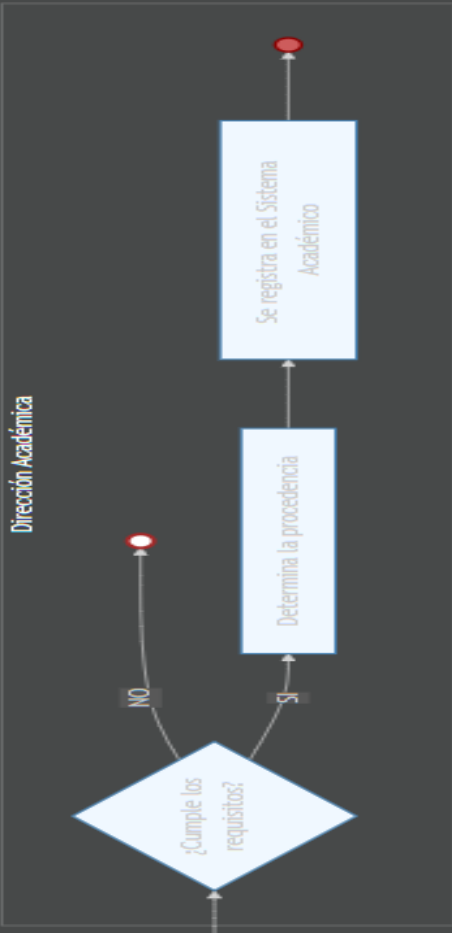 Dirección Académica
¿Cumple los
requisitos?
NO
SI
Determina la procedencia
Se registra en el Sistema
Académico